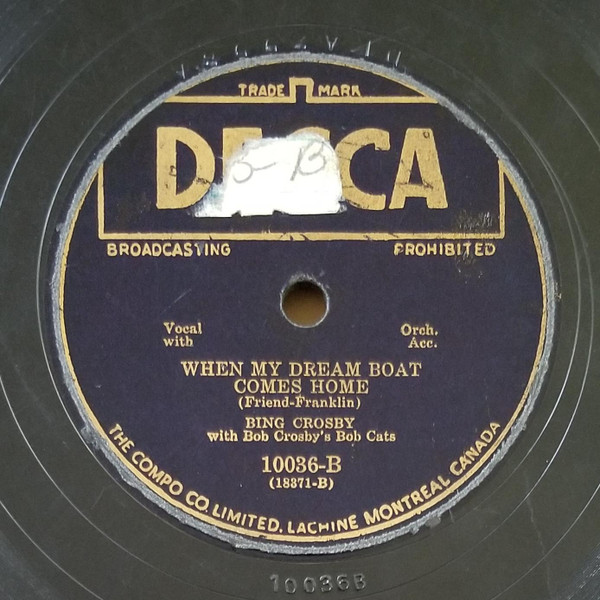 TRADE MARK
DECCA
5-B
BROADCASTING PROHIBITED
Vocal with
Orch. Acc.
WHEN MY DREAM BOAT
COMES HOME
(Friend-Franklin)
BING CROSBY
with Bob Crosby's Bob Cats
10036-B
(18371-B)
THE COMPO CO. LIMITED. LACHINE MONTREAL CANADA
10036B